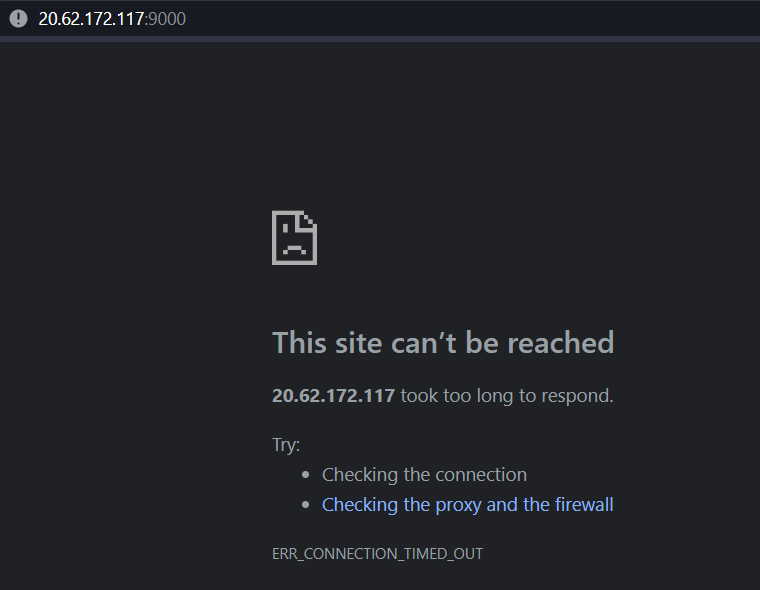 20.62.172.117:9000
This site can’t be reached
20.62.172.117 took too long to respond.
Try:
• Checking the connection
• Checking the proxy and the firewall
ERR_CONNECTION_TIMED_OUT